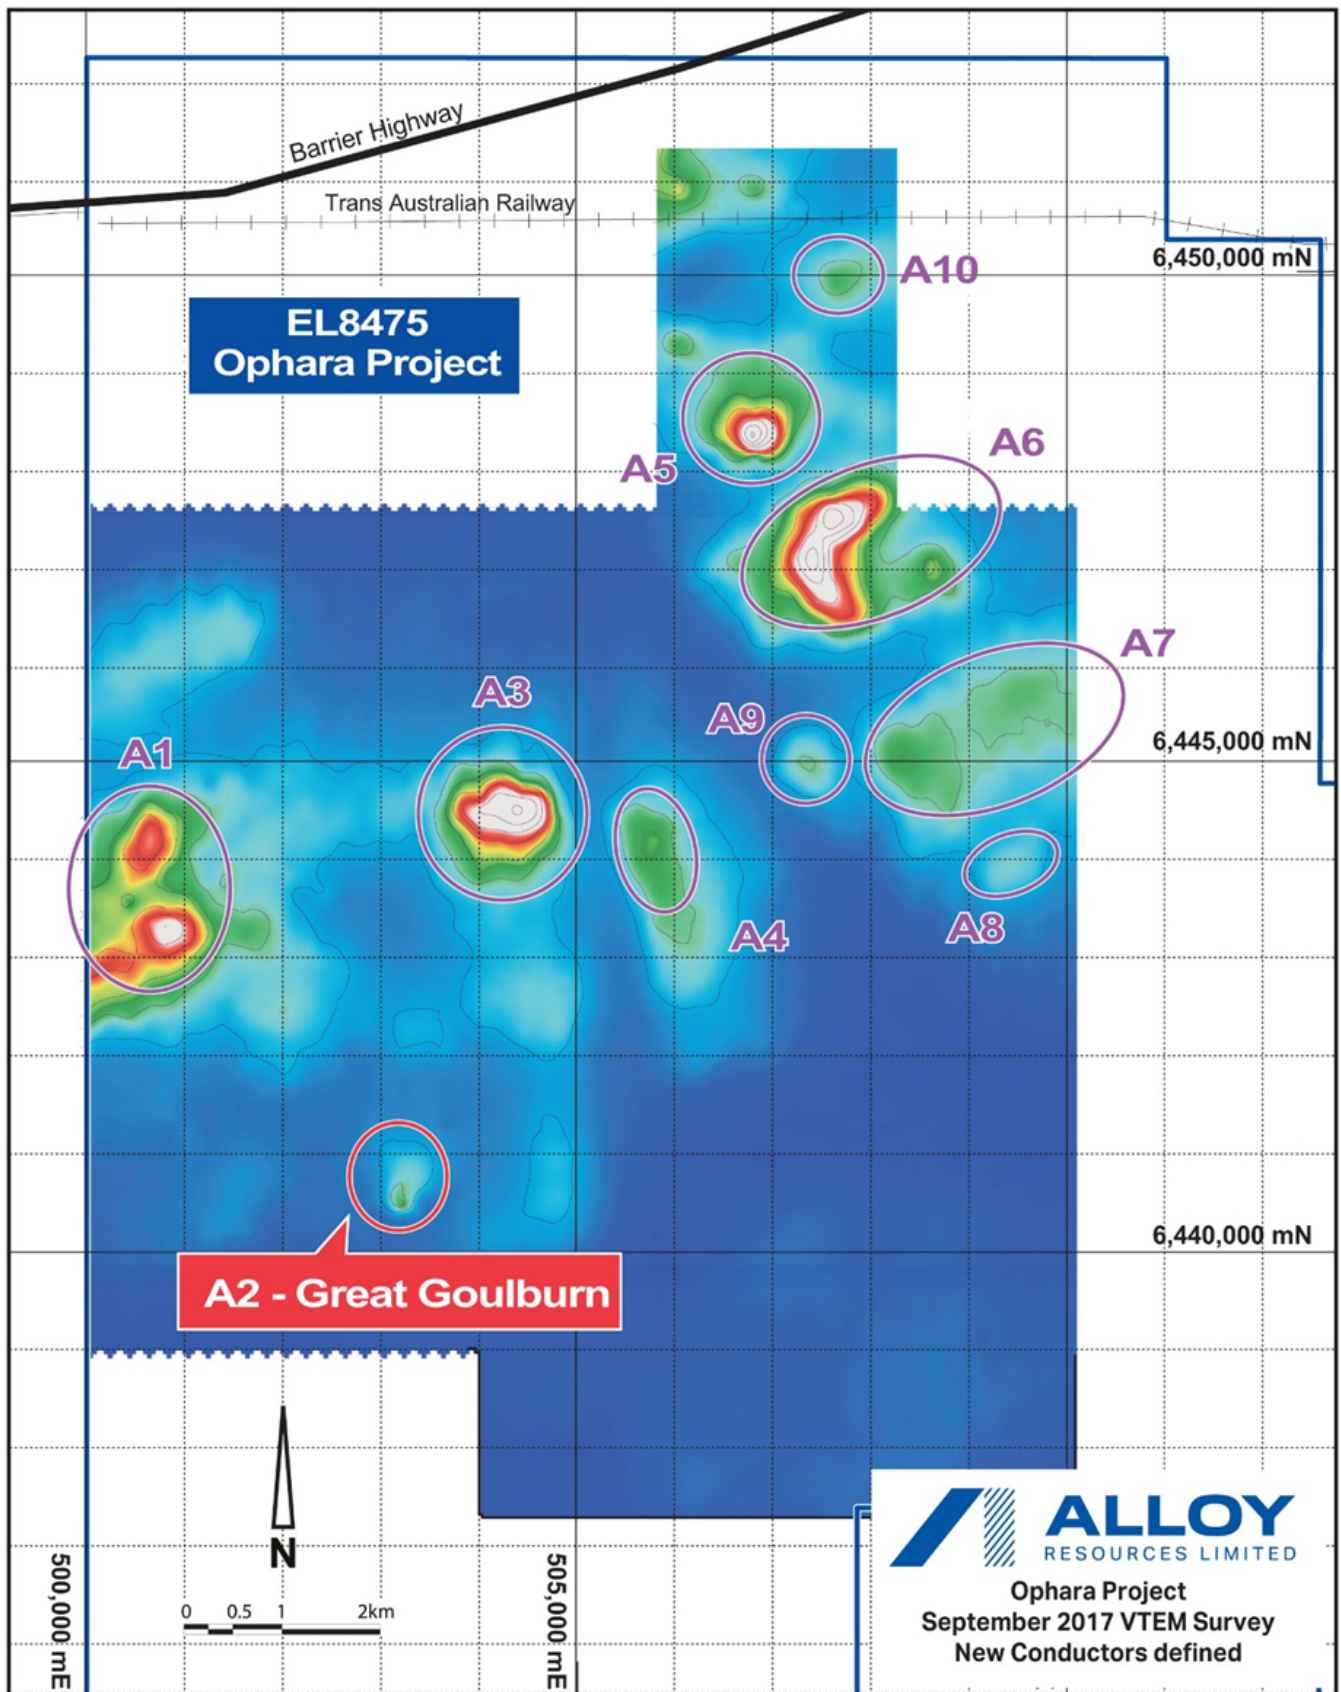 Barrier Highway
Trans Australian Railway
6,450,000 mN
A10
EL8475
Ophara Project
A6
A5
A7
A3
A9
6,445,000 mN
A1
A8
A4
6,440,000 mN
A2 - Great Goulburn
N
0 0.5 1 2km
500,000 mE
505,000 mE
ALLOY
RESOURCES LIMITED
Ophara Project
September 2017 VTEM Survey
New Conductors defined